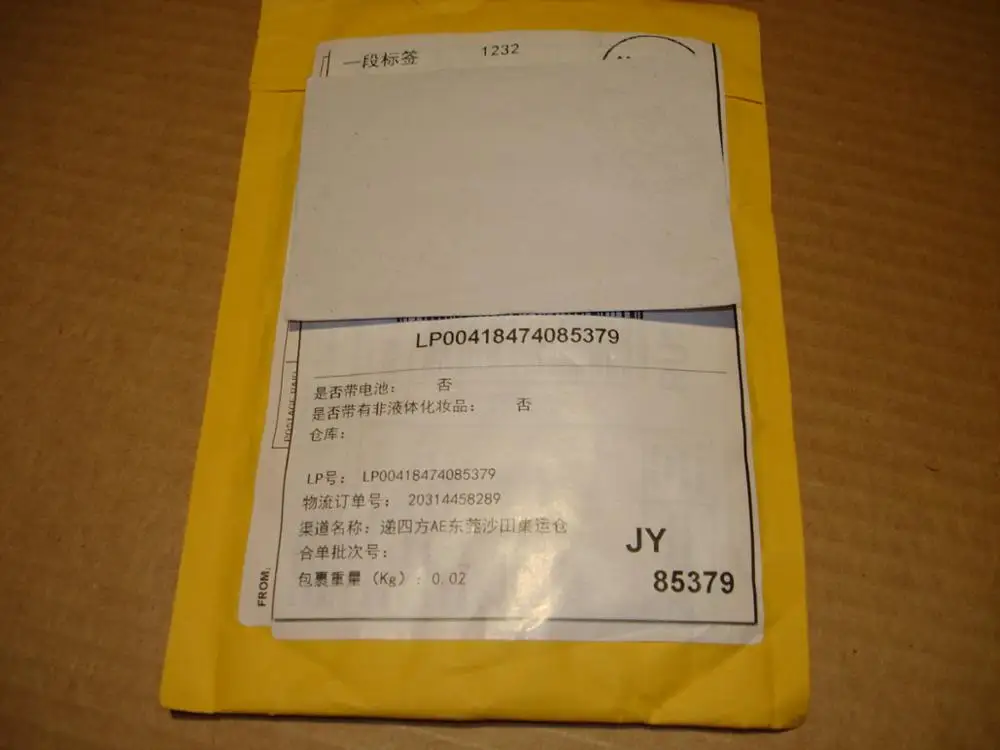 一段标签 1232
LP00418474085379
是否带电池: 否
是否带有非液体化妆品: 否
仓库:
LP号: LP00418474085379
物流订单号: 20314458289
渠道名称: 递四方AE东莞沙田集运仓
合单批次号:
JY
包裹重量 (Kg) : 0.02
85379
POSTAGE PAID
FROM: